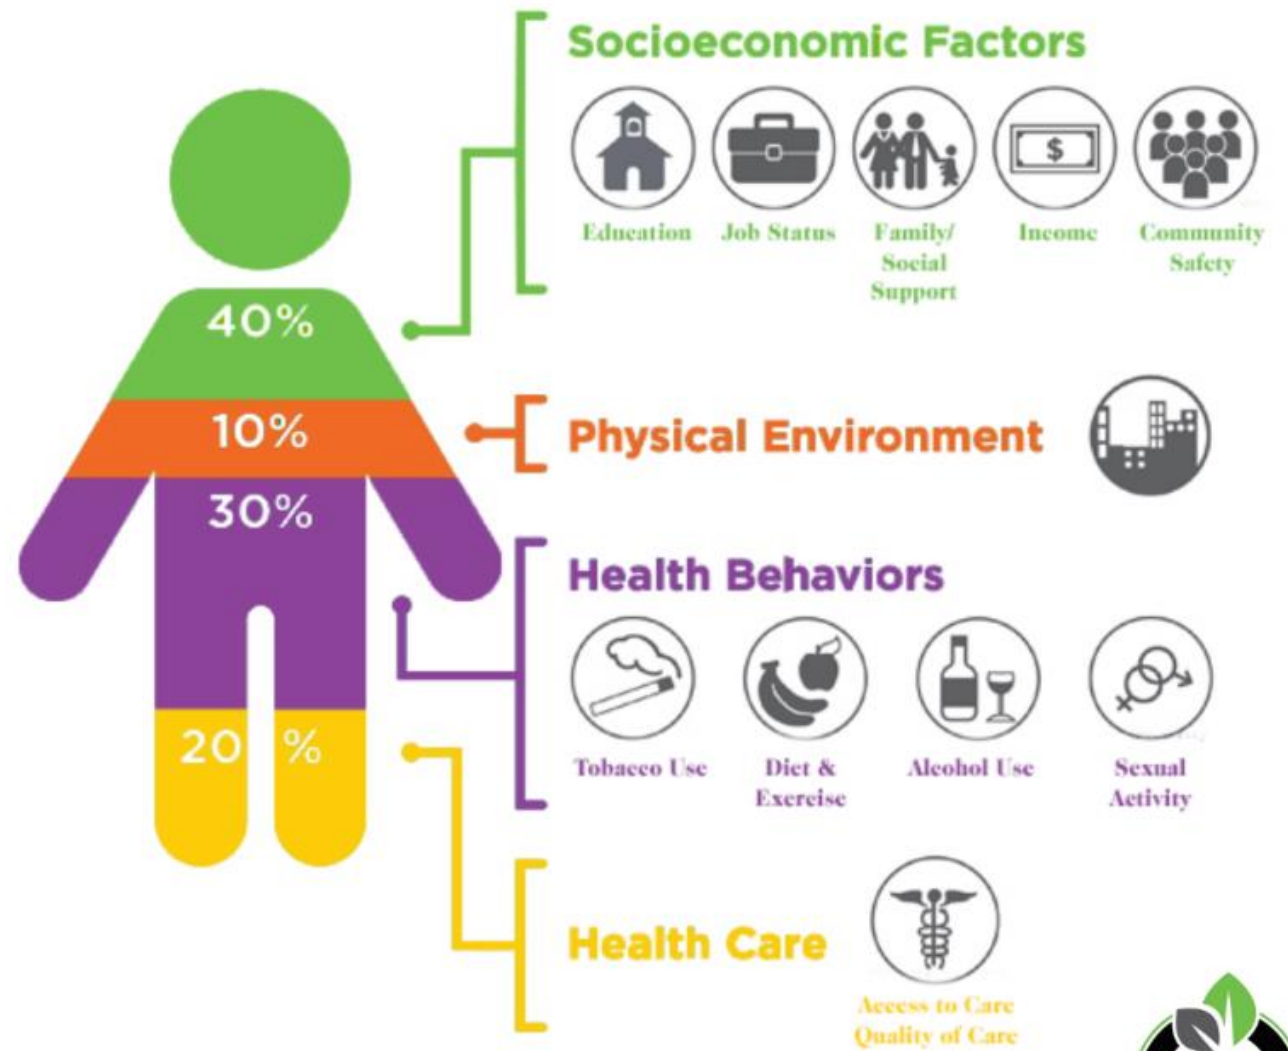 Socioeconomic Factors
Education
Job Status
Family/
Social
Support
$
Income
Community
Safety
40%
10%
Physical Environment
30%
Health Behaviors
Tobacco Use
Diet &
Exercise
Alcohol Use
Sexual
Activity
20 %
Health Care
Access to Care
Quality of Care